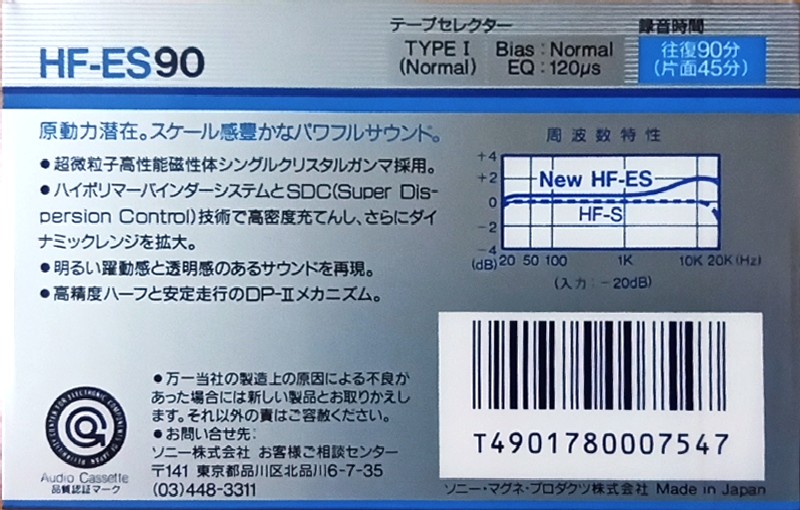 HF-ES90
テープセレクター
TYPE I
(Normal)
Bias : Normal
EQ : 120μs
録音時間
往復90分
(片面45分)
原動力潜在。スケール感豊かなパワフルサウンド。
●超微粒子高性能磁性体シングルクリスタルガンマ採用。
●ハイポリマーバインダーシステムとSDC(Super Dis-
persion Control)技術で高密度充てんし、さらにダイ
ナミックレンジを拡大。
●明るい躍動感と透明感のあるサウンドを再現。
●高精度ハーフと安定走行のDP-IIメカニズム。
周波数特性
+4
+2
0
-2
-4
(dB)
New HF-ES
HF-S
20 50 100 1K 10K 20K (Hz)
(入力：-20dB)
●万一当社の製造上の原因による不良が
あった場合には新しい製品とお取りかえし
ます。それ以外の責はご容赦ください。
●お問い合せ先：
ソニー株式会社 お客様ご相談センター
〒141 東京都品川区北品川6-7-35
(03)448-3311
RELIABILITY CENTER FOR ELECTRONIC COMPONENTS OF JAPAN
Audio Cassette
品質認証マーク
T4901780007547
ソニー・マグネ・プロダクツ株式会社 Made in Japan